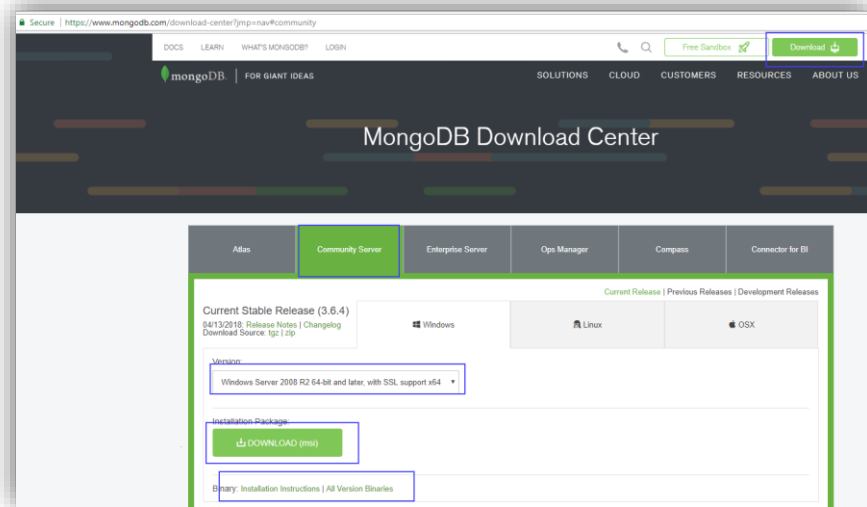 Secure | https://www.mongodb.com/download-center?jmp=nav#community
DOCS LEARN WHAT'S MONGODB? LOGIN Free Sandbox Download
mongoDB. | FOR GIANT IDEAS SOLUTIONS CLOUD CUSTOMERS RESOURCES ABOUT US
MongoDB Download Center
Atlas Community Server Enterprise Server Ops Manager Compass Connector for BI
Current Release | Previous Releases | Development Releases
Current Stable Release (3.6.4)
04/13/2018: Release Notes | Changelog
Download Source: tgz | zip
Windows Linux OSX
Version:
Windows Server 2008 R2 64-bit and later, with SSL support x64
Installation Package:
DOWNLOAD (msi)
Binary: Installation Instructions | All Version Binaries